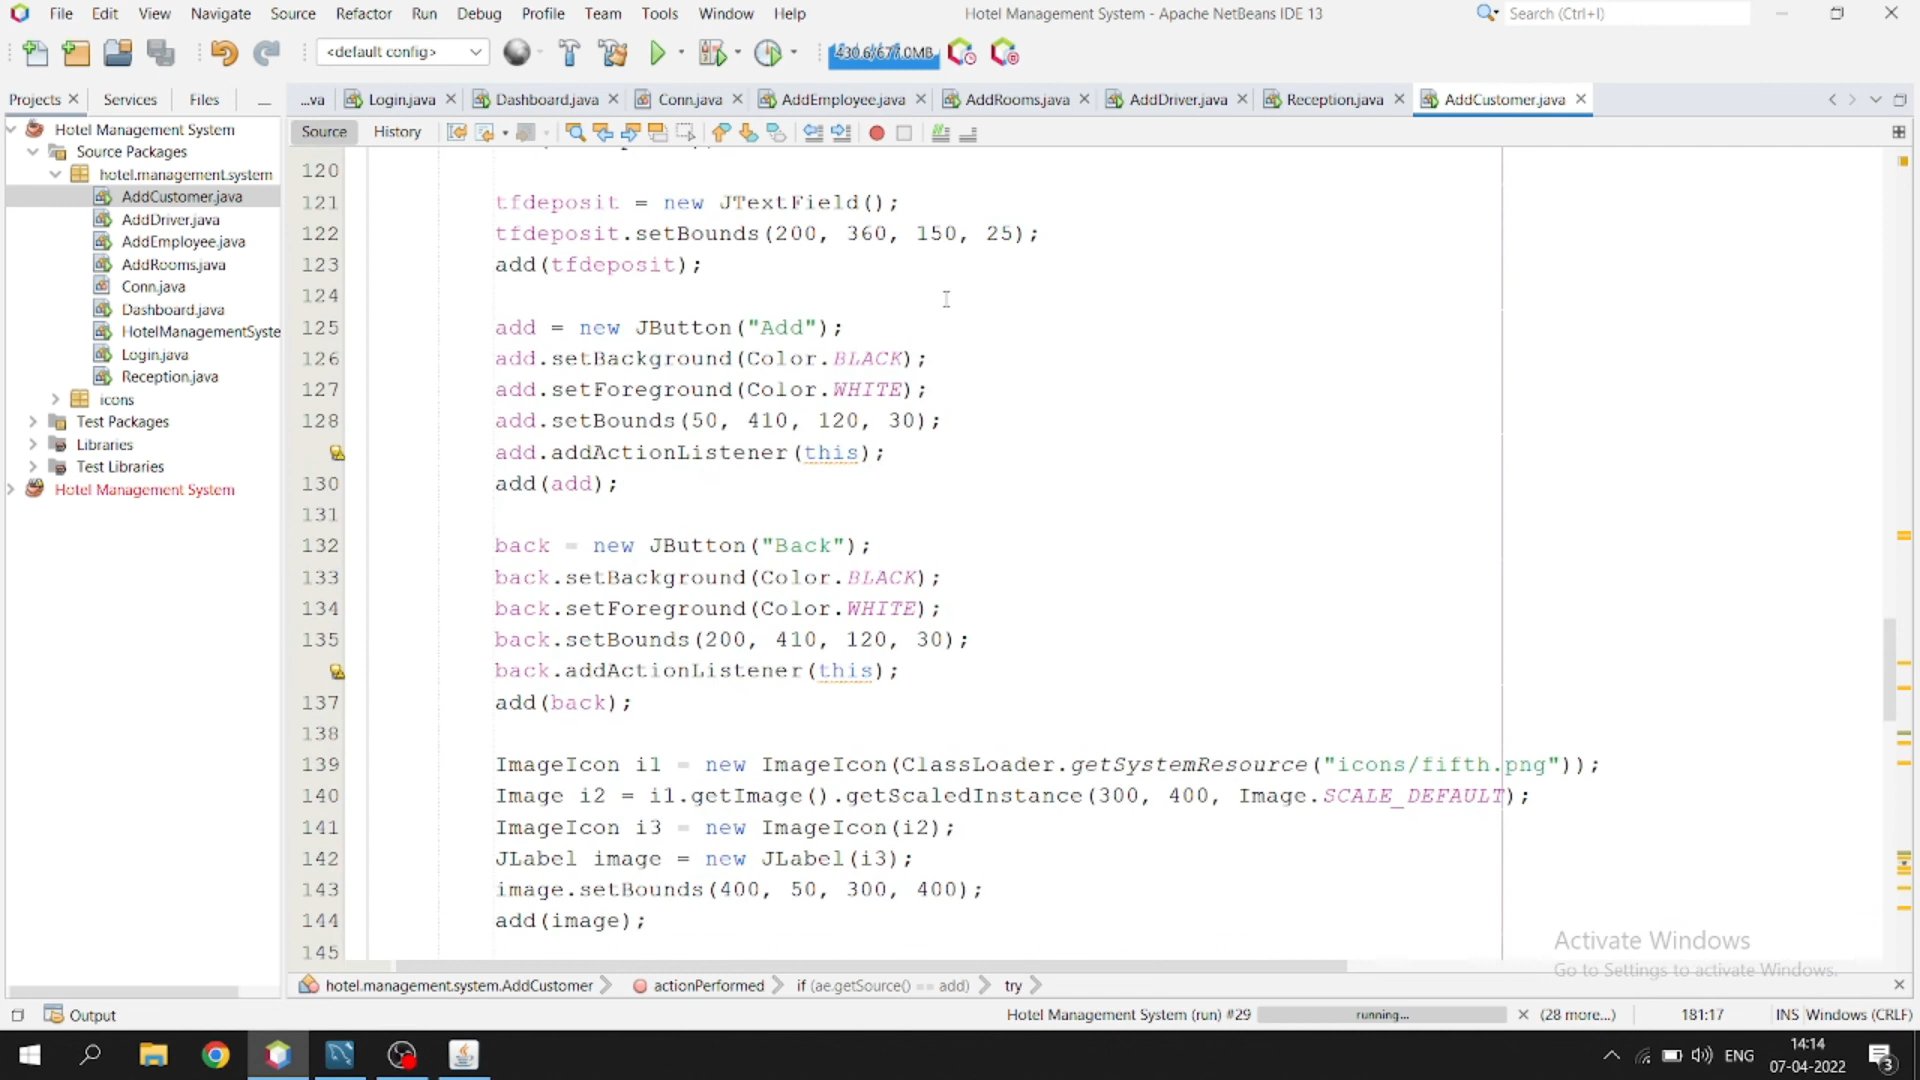 File Edit View Navigate Source Refactor Run Debug Profile Team Tools Window Help
Hotel Management System - Apache NetBeans IDE 13
Search (Ctrl+I)
<default config>
430.6/677.0MB
Projects Services Files
...va Login.java Dashboard.java Conn.java AddEmployee.java AddRooms.java AddDriver.java Reception.java AddCustomer.java
Source History
Hotel Management System
Source Packages
hotel.management.system
AddCustomer.java
AddDriver.java
AddEmployee.java
AddRooms.java
Conn.java
Dashboard.java
HotelManagementSyste
Login.java
Reception.java
icons
Test Packages
Libraries
Test Libraries
Hotel Management System
120
121 tfdeposit = new JTextField();
122 tfdeposit.setBounds(200, 360, 150, 25);
123 add(tfdeposit);
124
125 add = new JButton("Add");
126 add.setBackground(Color.BLACK);
127 add.setForeground(Color.WHITE);
128 add.setBounds(50, 410, 120, 30);
add.addActionListener(this);
130 add(add);
131
132 back = new JButton("Back");
133 back.setBackground(Color.BLACK);
134 back.setForeground(Color.WHITE);
135 back.setBounds(200, 410, 120, 30);
back.addActionListener(this);
137 add(back);
138
139 ImageIcon i1 = new ImageIcon(ClassLoader.getSystemResource("icons/fifth.png"));
140 Image i2 = i1.getImage().getScaledInstance(300, 400, Image.SCALE_DEFAULT);
141 ImageIcon i3 = new ImageIcon(i2);
142 JLabel image = new JLabel(i3);
143 image.setBounds(400, 50, 300, 400);
144 add(image);
145
Activate Windows
Go to Settings to activate Windows.
hotel.management.system.AddCustomer actionPerformed if (ae.getSource() == add) try
Output
Hotel Management System (run) #29 running... (28 more...) 181:17 INS Windows (CRLF)
ENG
14:14
07-04-2022
3